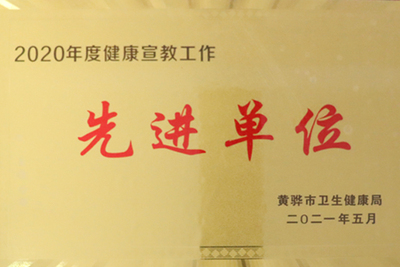 2020年度健康宣教工作
先进单位
黄骅市卫生健康局
二〇二一年五月